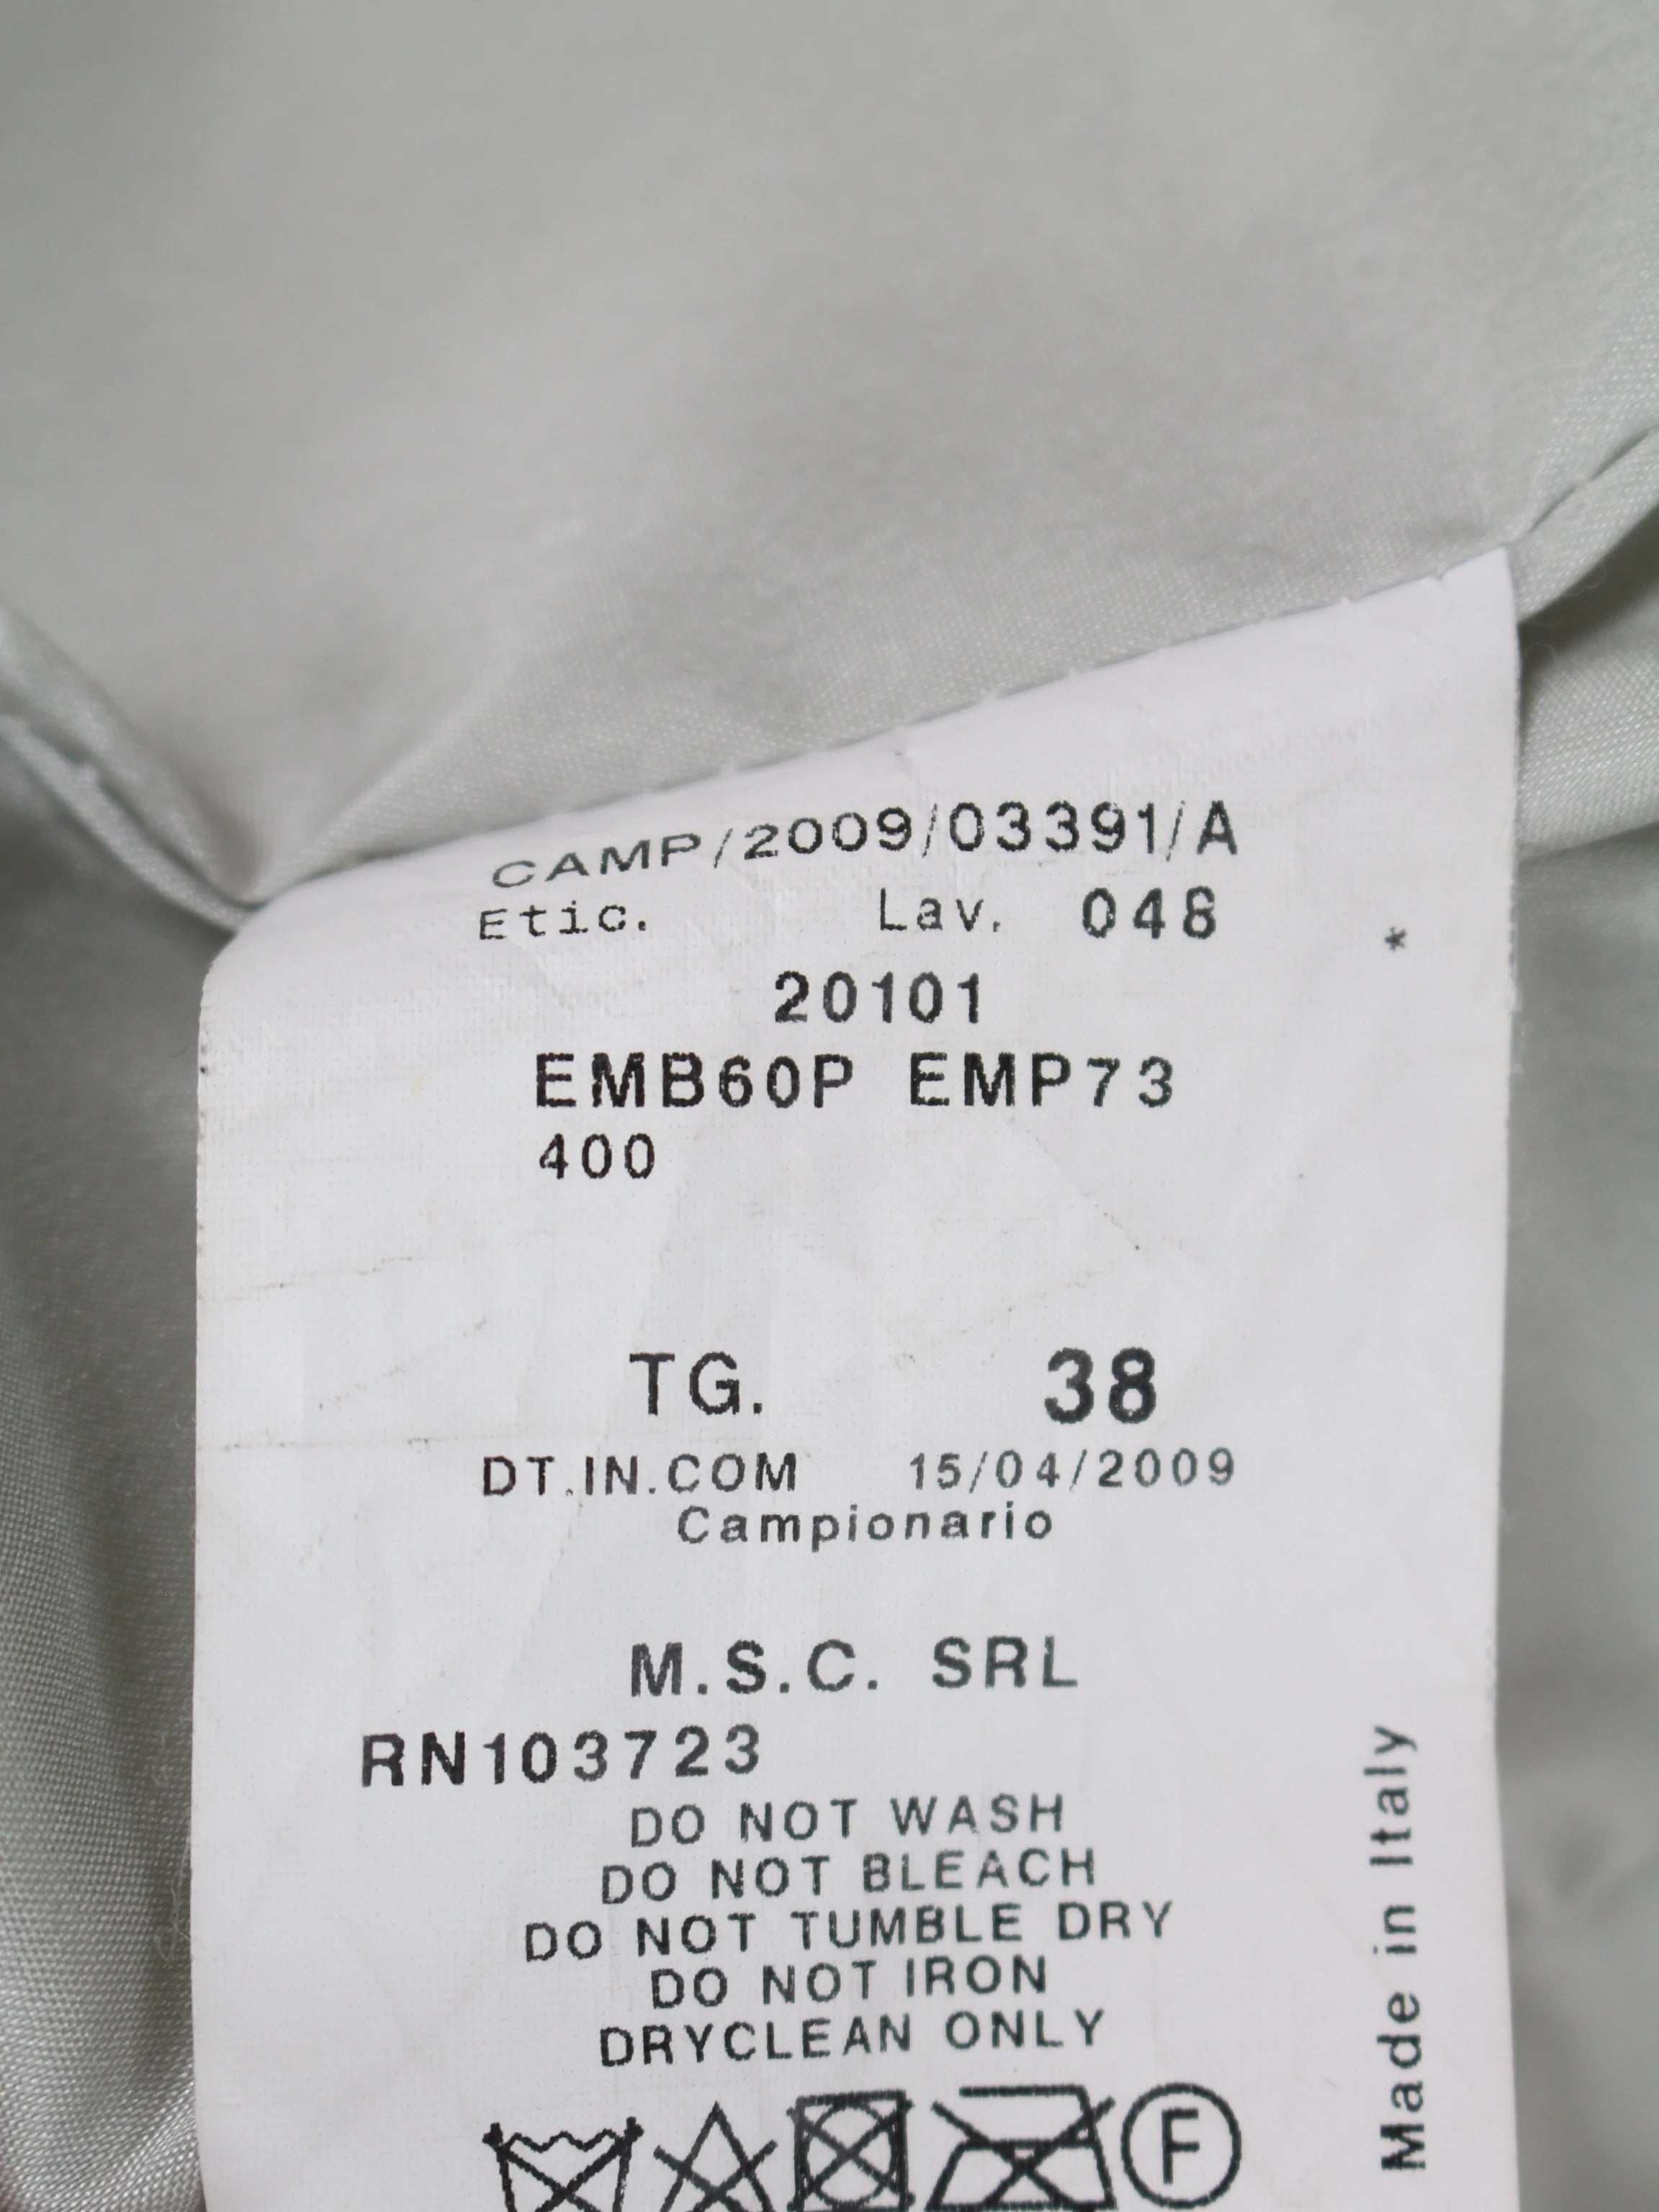 CAMP/2009/03391/A
Etic. Lav. 048
*
20101
EMB60P EMP73
400
TG. 38
DT.IN.COM 15/04/2009
Campionario
M.S.C. SRL
RN103723
DO NOT WASH
DO NOT BLEACH
DO NOT TUMBLE DRY
DO NOT IRON
DRYCLEAN ONLY
F
Made in Italy